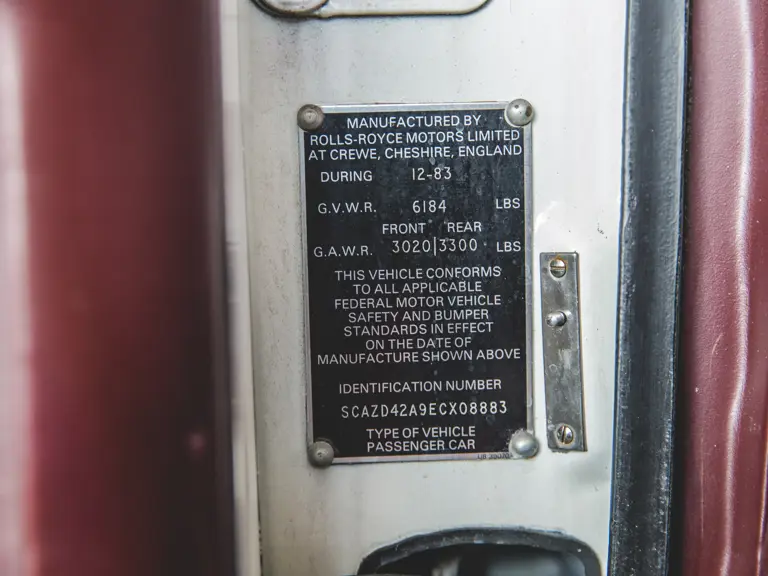 MANUFACTURED BY
ROLLS-ROYCE MOTORS LIMITED
AT CREWE, CHESHIRE, ENGLAND
DURING 12-83
G.V.W.R. 6184 LBS
FRONT REAR
G.A.W.R. 3020|3300 LBS
THIS VEHICLE CONFORMS
TO ALL APPLICABLE
FEDERAL MOTOR VEHICLE
SAFETY AND BUMPER
STANDARDS IN EFFECT
ON THE DATE OF
MANUFACTURE SHOWN ABOVE
IDENTIFICATION NUMBER
SCAZD42A9ECX08883
TYPE OF VEHICLE
PASSENGER CAR